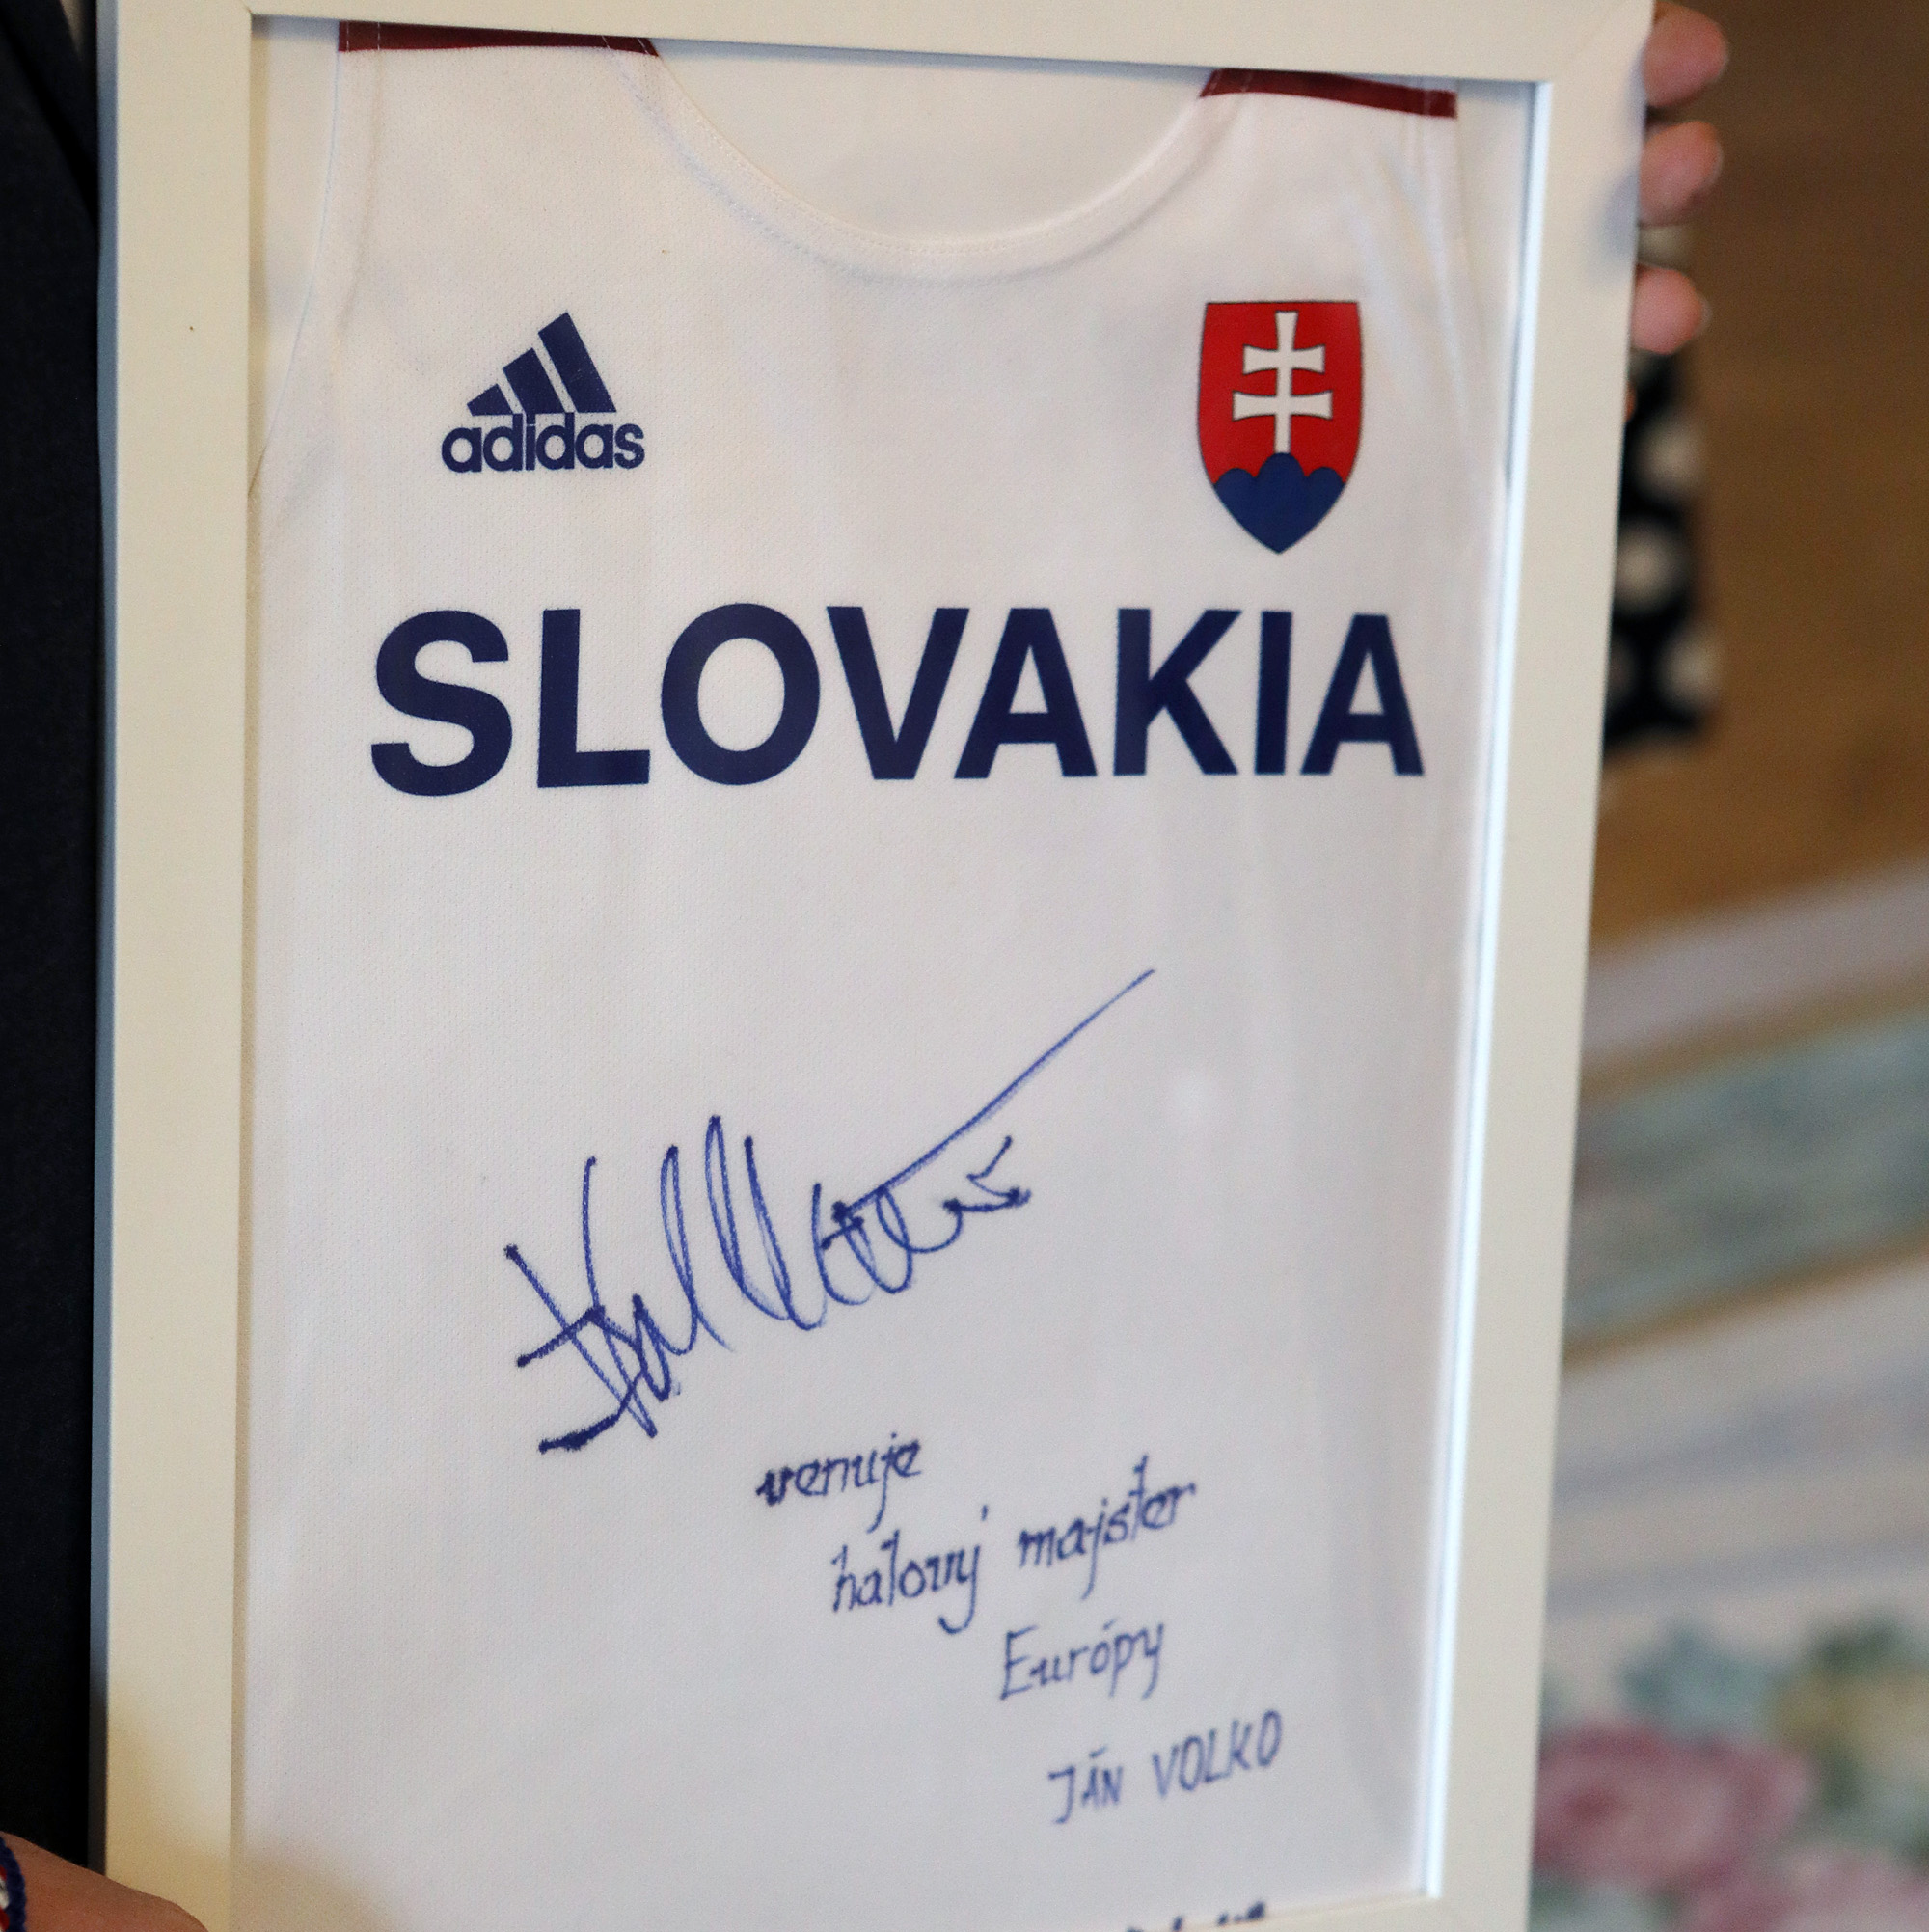 adidas
SLOVAKIA
venuje
halový majster
Európy
JÁN VOLKO